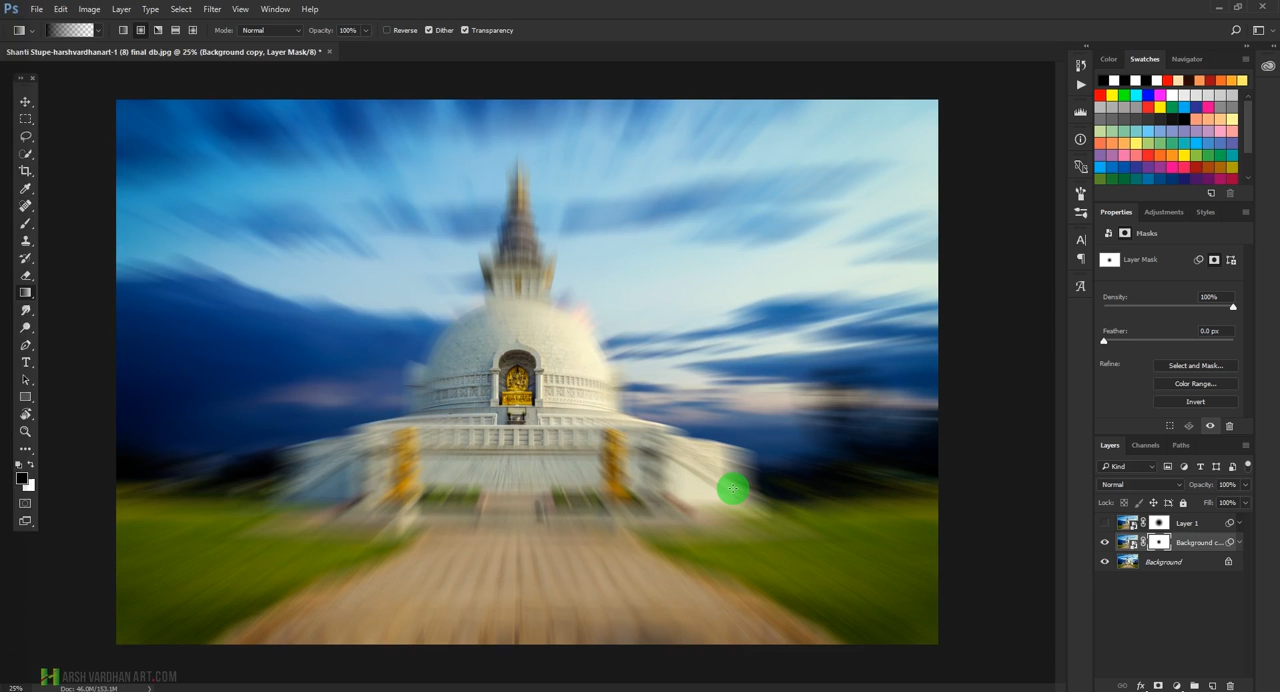 Ps File Edit Image Layer Type Select Filter View Window Help
Mode: Normal Opacity: 100% Reverse Dither Transparency
Shanti Stupe-harshvardhanart-1 (8) final db.jpg @ 25% (Background copy, Layer Mask/8) * ×
Color Swatches Navigator
Properties Adjustments Styles
Masks
Layer Mask
Density: 100%
Feather: 0.0 px
Refine: Select and Mask...
Color Range...
Invert
Layers Channels Paths
Kind
Normal Opacity: 100%
Lock: Fill: 100%
Layer 1
Background c...
Background
HARSH VARDHAN ART.COM
25% Doc: 46.0M/153.1M